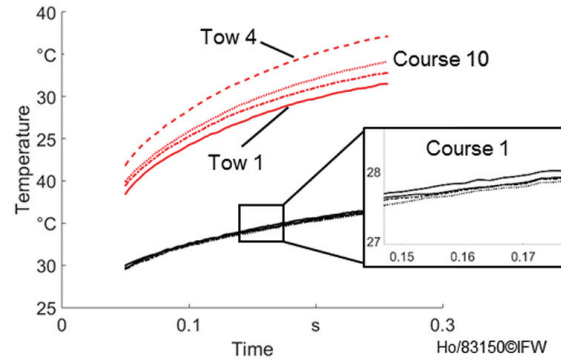 40
Tow 4
°C
Course 10
30
Temperature
Tow 1
40
Course 1
28
°C
27
0.15
0.16
0.17
30
25
0
0.1
s
0.3
Time
Ho/83150©IFW